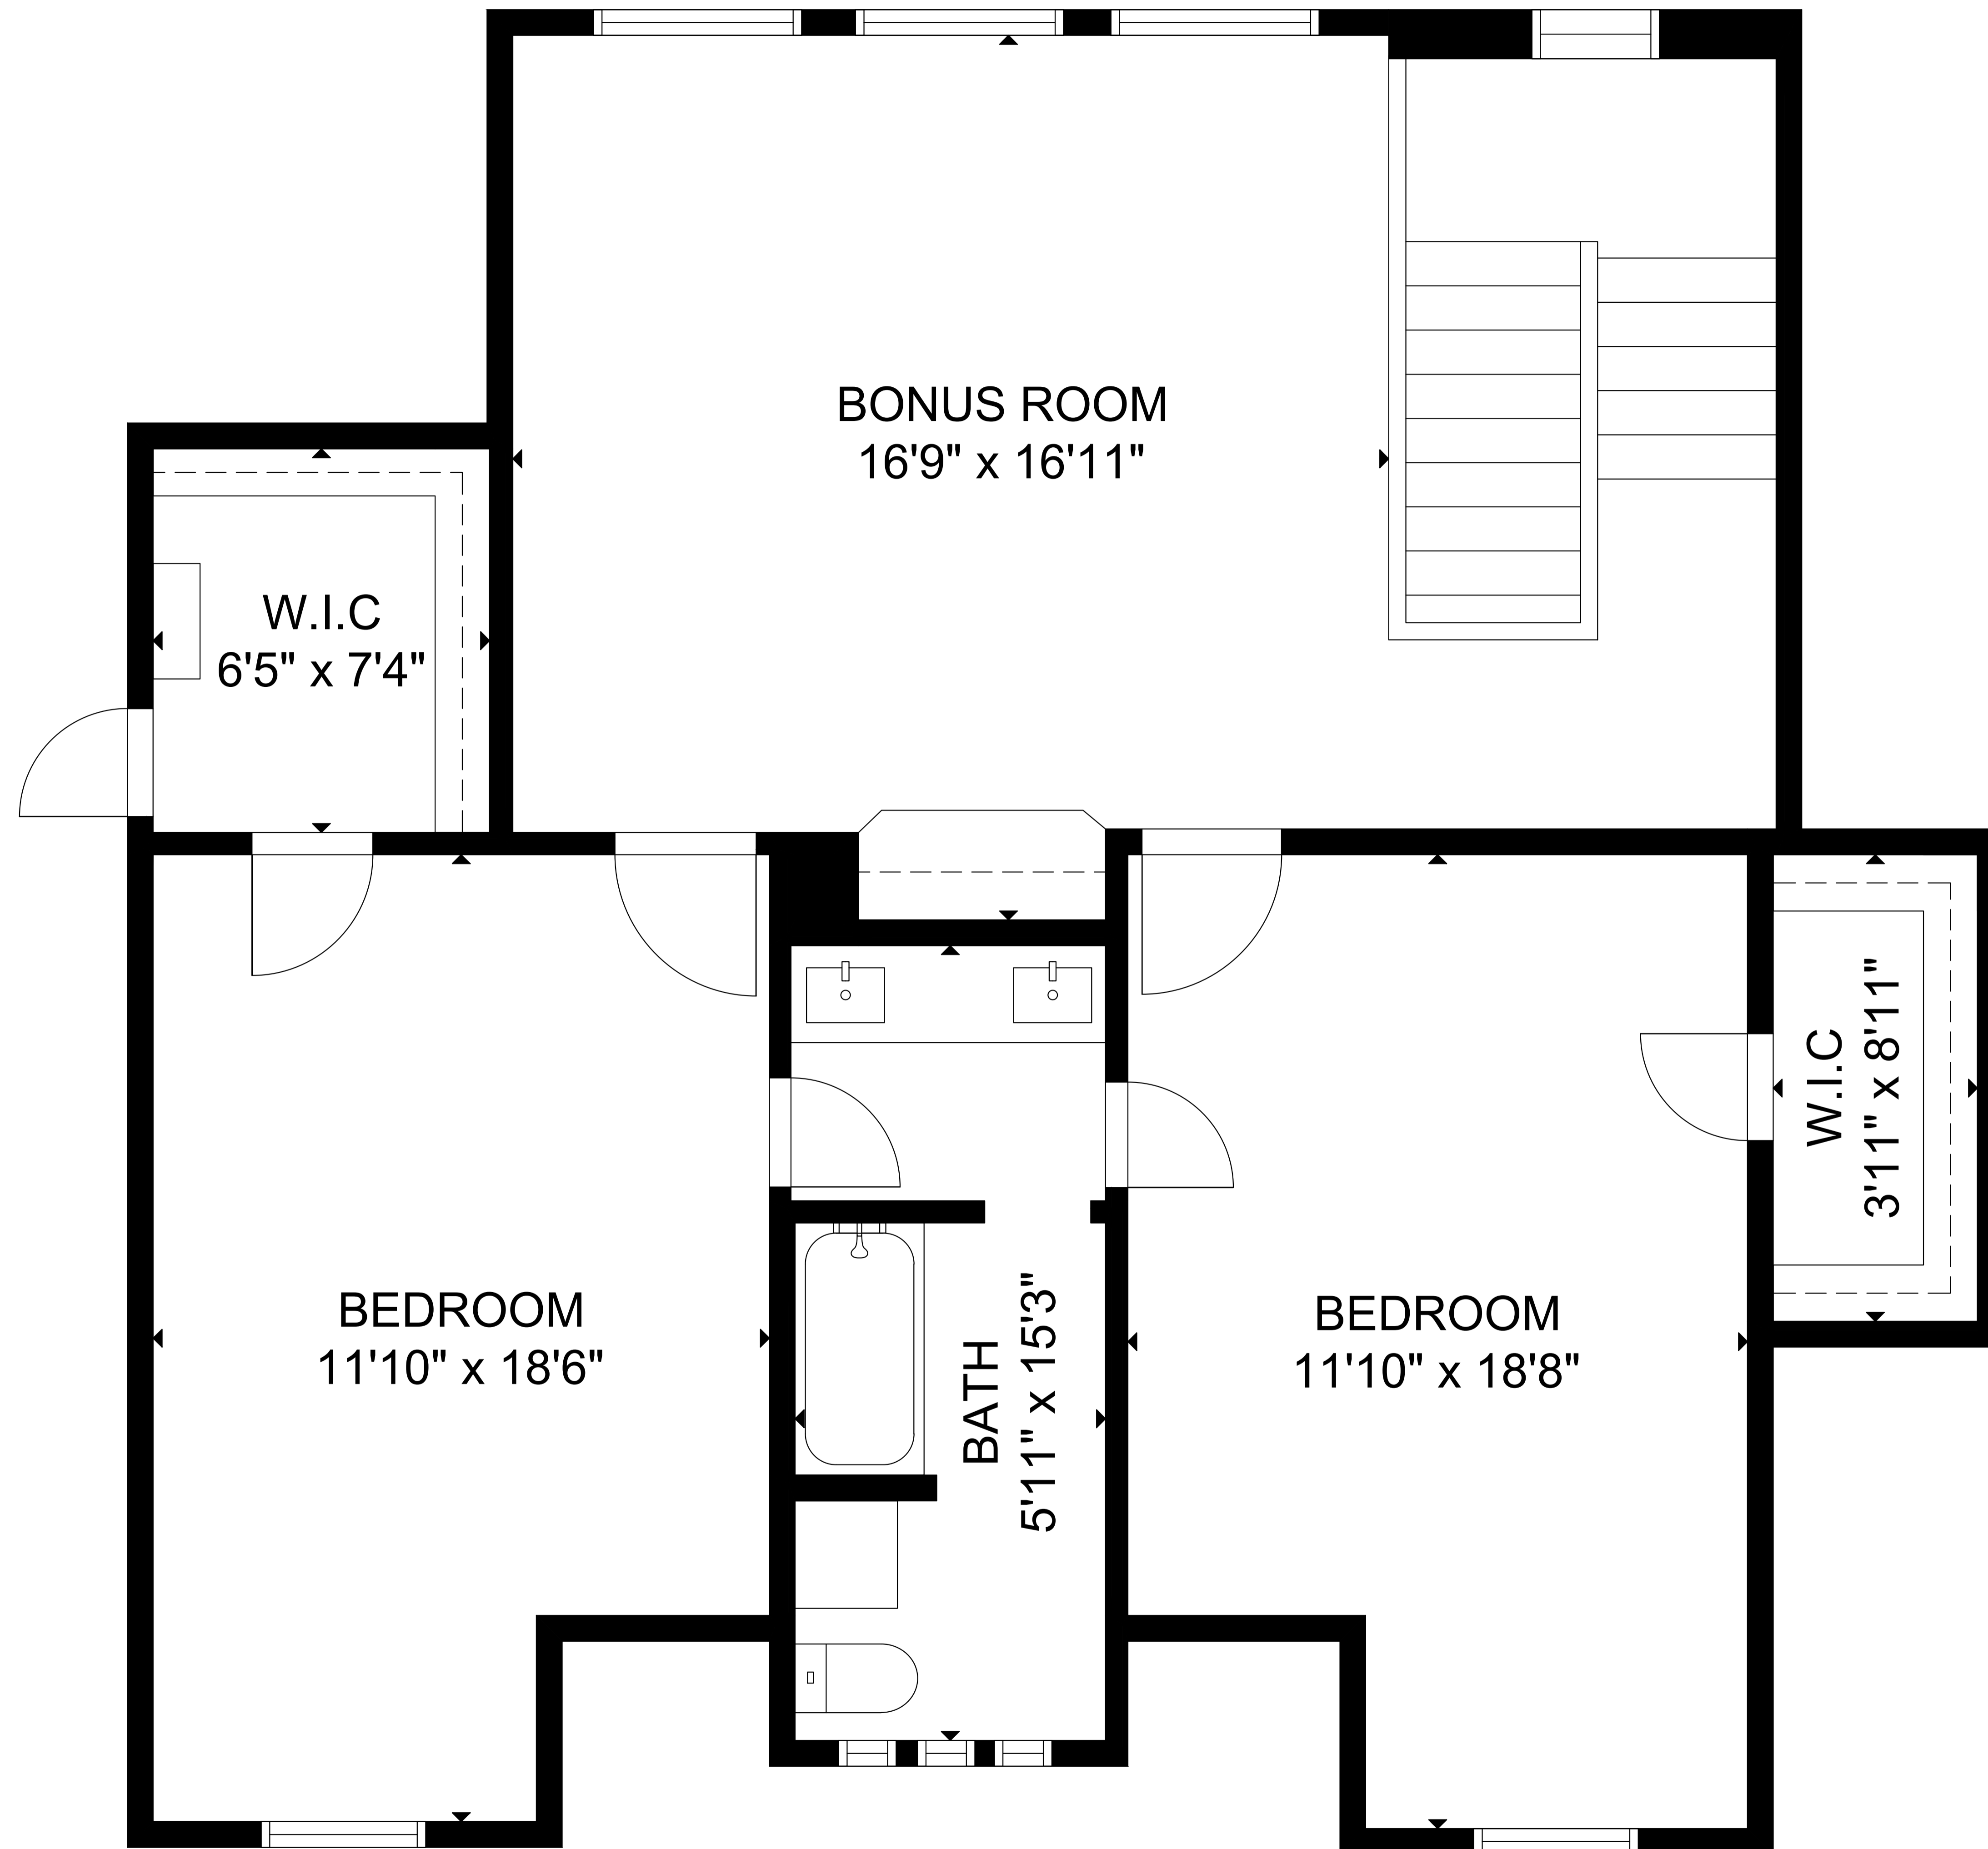 BONUS ROOM
16'9" x 16'11"
W.I.C
6'5" x 7'4"
W.I.C
3'11" x 8'11"
BEDROOM
11'10" x 18'6"
BATH
5'11" x 15'3"
BEDROOM
11'10" x 18'8"